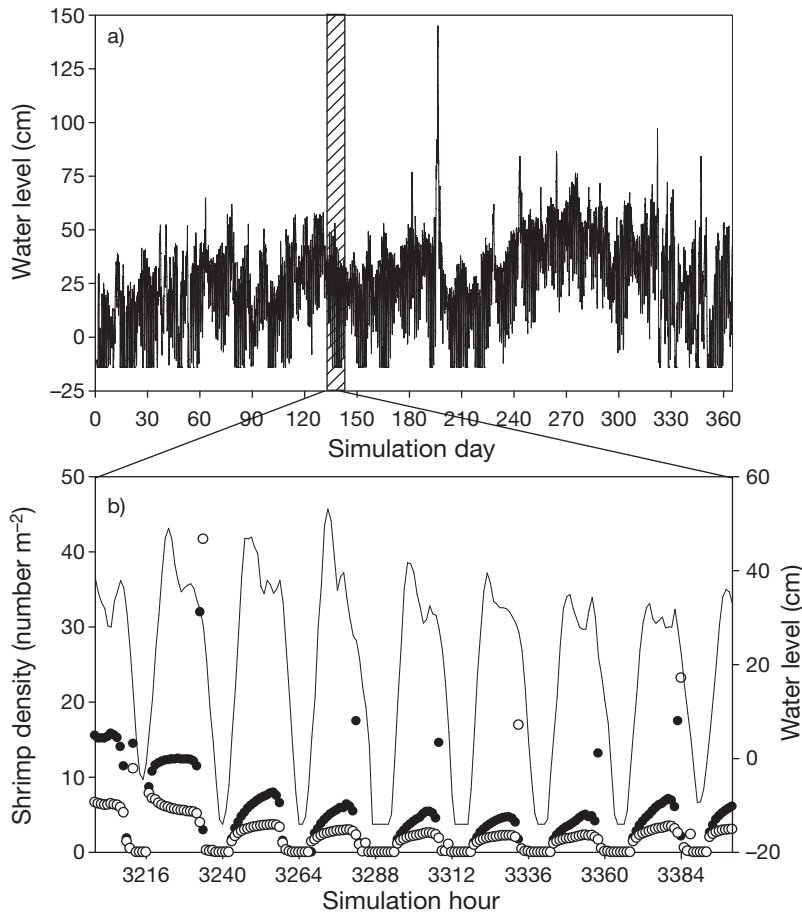 a)
Water level (cm)
150
125
100
75
50
25
0
–25
0 30 60 90 120 150 180 210 240 270 300 330 360
Simulation day
b)
Shrimp density (number m⁻²)
50
40
30
20
10
0
Water level (cm)
60
40
20
0
–20
3216 3240 3264 3288 3312 3336 3360 3384
Simulation hour